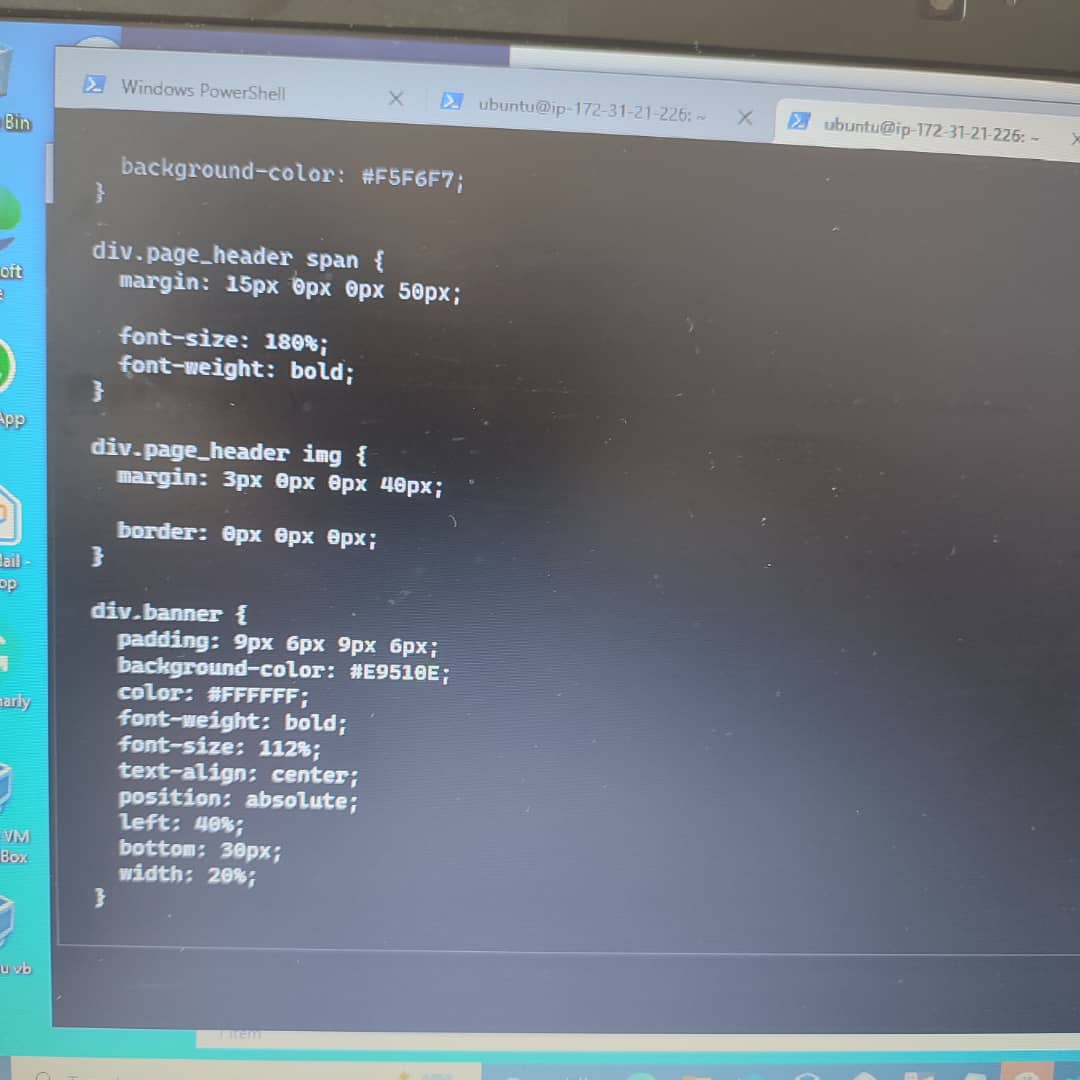 Bin
oft
App
ail -
op
arly
VM
Box
u vb
Windows PowerShell
ubuntu@ip-172-31-21-226: ~
ubuntu@ip-172-31-21-226: ~
background-color: #F5F6F7;
}
div.page_header span {
margin: 15px 0px 0px 50px;
font-size: 180%;
font-weight: bold;
}
div.page_header img {
margin: 3px 0px 0px 40px;
border: 0px 0px 0px;
}
div.banner {
padding: 9px 6px 9px 6px;
background-color: #E9510E;
color: #FFFFFF;
font-weight: bold;
font-size: 112%;
text-align: center;
position: absolute;
left: 40%;
bottom: 30px;
width: 20%;
}
1 item